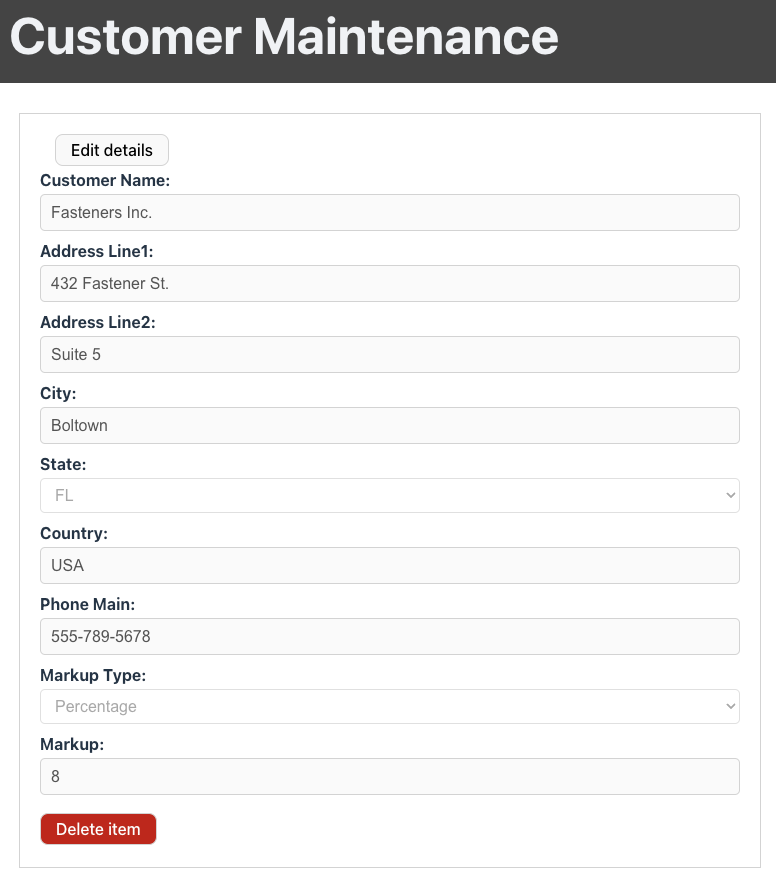 Customer Maintenance
Edit details
Customer Name:
Fasteners Inc.
Address Line1:
432 Fastener St.
Address Line2:
Suite 5
City:
Boltown
State:
FL
Country:
USA
Phone Main:
555-789-5678
Markup Type:
Percentage
Markup:
8
Delete item